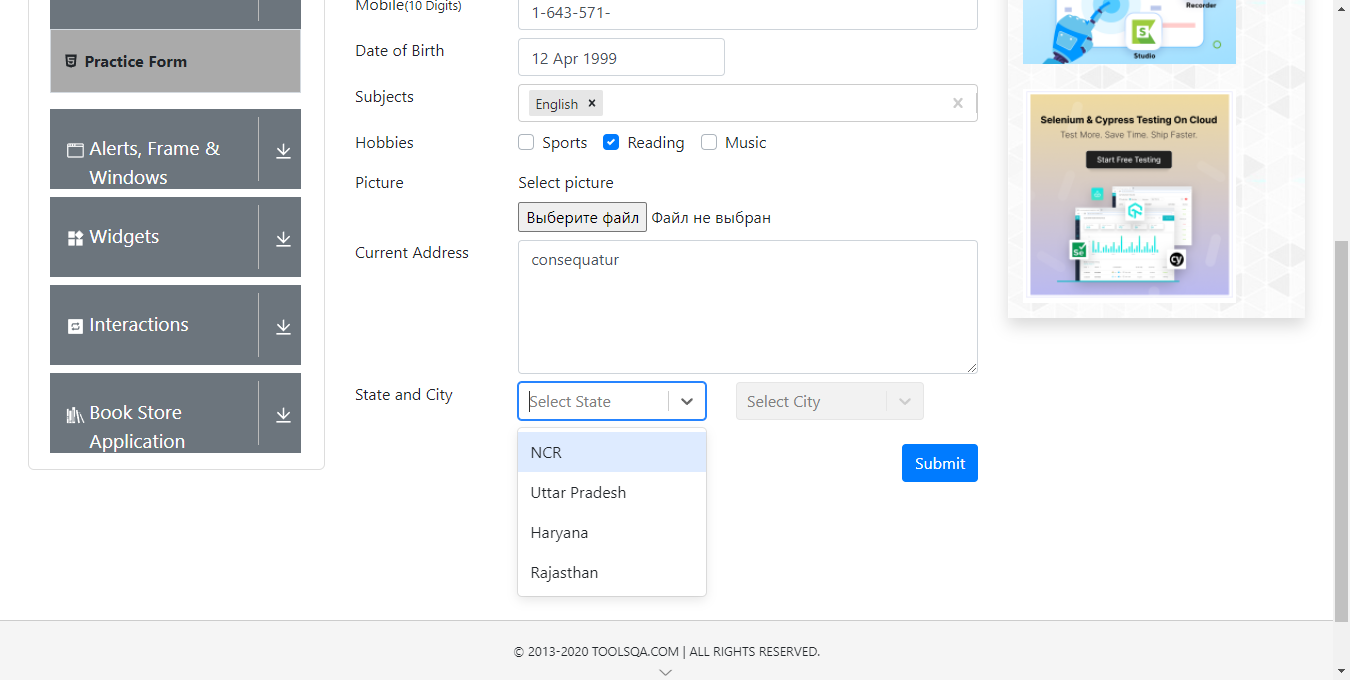 Mobile(10 Digits)
1-643-571-
Recorder
Studio
Practice Form
Date of Birth
12 Apr 1999
Subjects
English ×
Hobbies
Sports
Reading
Music
Alerts, Frame &
Windows
Picture
Select picture
Выберите файл Файл не выбран
Widgets
Current Address
consequatur
Interactions
Book Store
Application
State and City
Select State
Select City
NCR
Uttar Pradesh
Haryana
Rajasthan
Submit
Selenium & Cypress Testing On Cloud
Test More. Save Time. Ship Faster.
Start Free Testing
Se
cy
© 2013-2020 TOOLSQA.COM | ALL RIGHTS RESERVED.